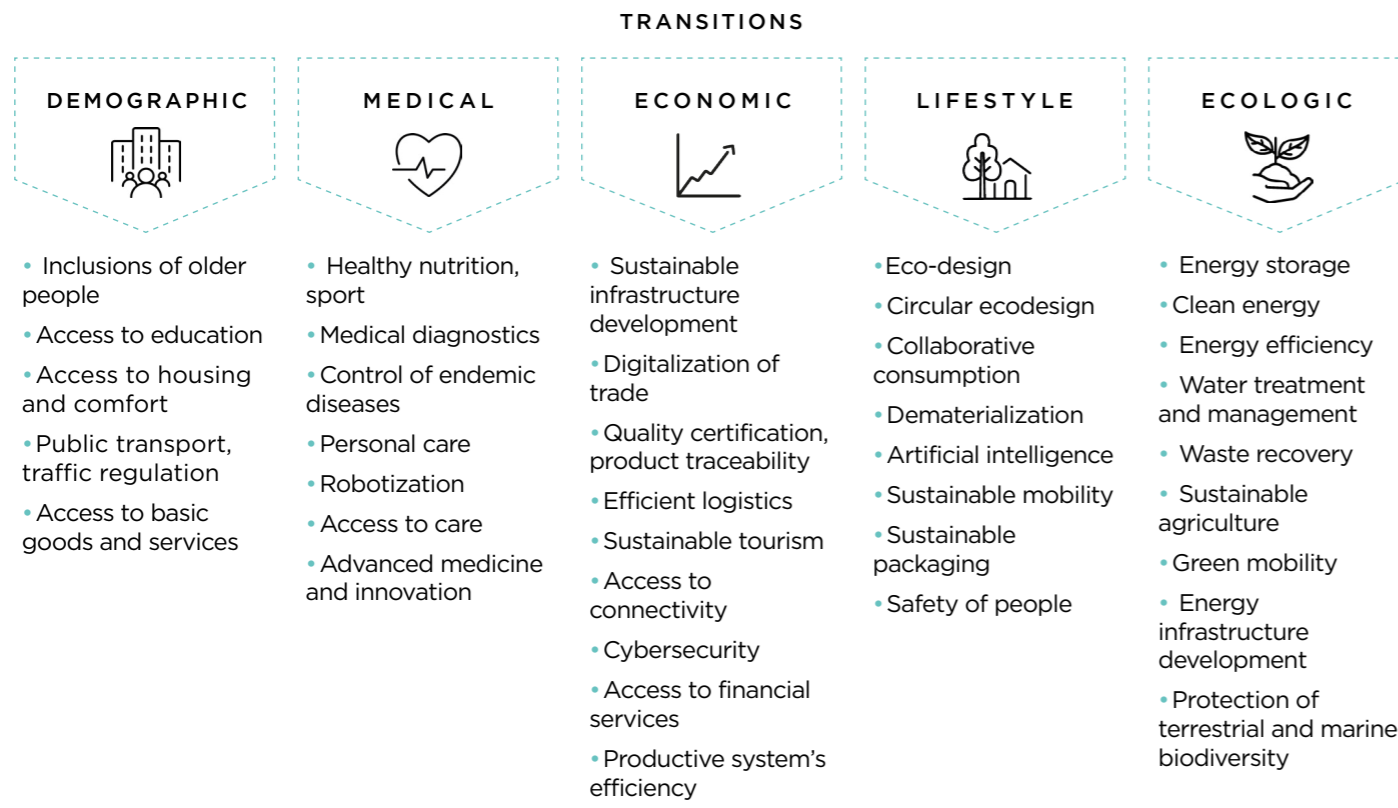 TRANSITIONS
DEMOGRAPHIC
• Inclusions of older
people
• Access to education
• Access to housing
and comfort
• Public transport,
traffic regulation
• Access to basic
goods and services
MEDICAL
• Healthy nutrition,
sport
• Medical diagnostics
• Control of endemic
diseases
• Personal care
• Robotization
• Access to care
• Advanced medicine
and innovation
ECONOMIC
• Sustainable
infrastructure
development
• Digitalization of
trade
• Quality certification,
product traceability
• Efficient logistics
• Sustainable tourism
• Access to
connectivity
• Cybersecurity
• Access to financial
services
• Productive system's
efficiency
LIFESTYLE
• Eco-design
• Circular ecodesign
• Collaborative
consumption
• Dematerialization
• Artificial intelligence
• Sustainable mobility
• Sustainable
packaging
• Safety of people
ECOLOGIC
• Energy storage
• Clean energy
• Energy efficiency
• Water treatment
and management
• Waste recovery
• Sustainable
agriculture
• Green mobility
• Energy
infrastructure
development
• Protection of
terrestrial and marine
biodiversity